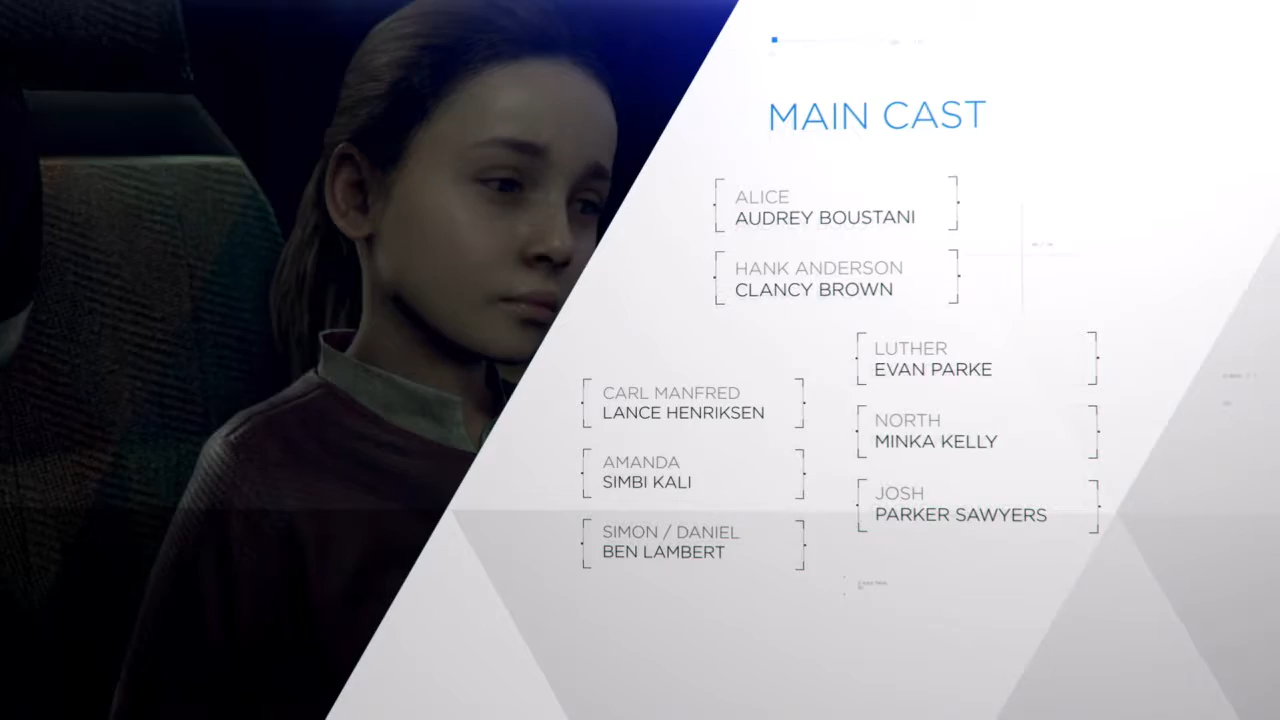 MAIN CAST
ALICE
AUDREY BOUSTANI
HANK ANDERSON
CLANCY BROWN
CARL MANFRED
LANCE HENRIKSEN
AMANDA
SIMBI KALI
SIMON / DANIEL
BEN LAMBERT
LUTHER
EVAN PARKE
NORTH
MINKA KELLY
JOSH
PARKER SAWYERS